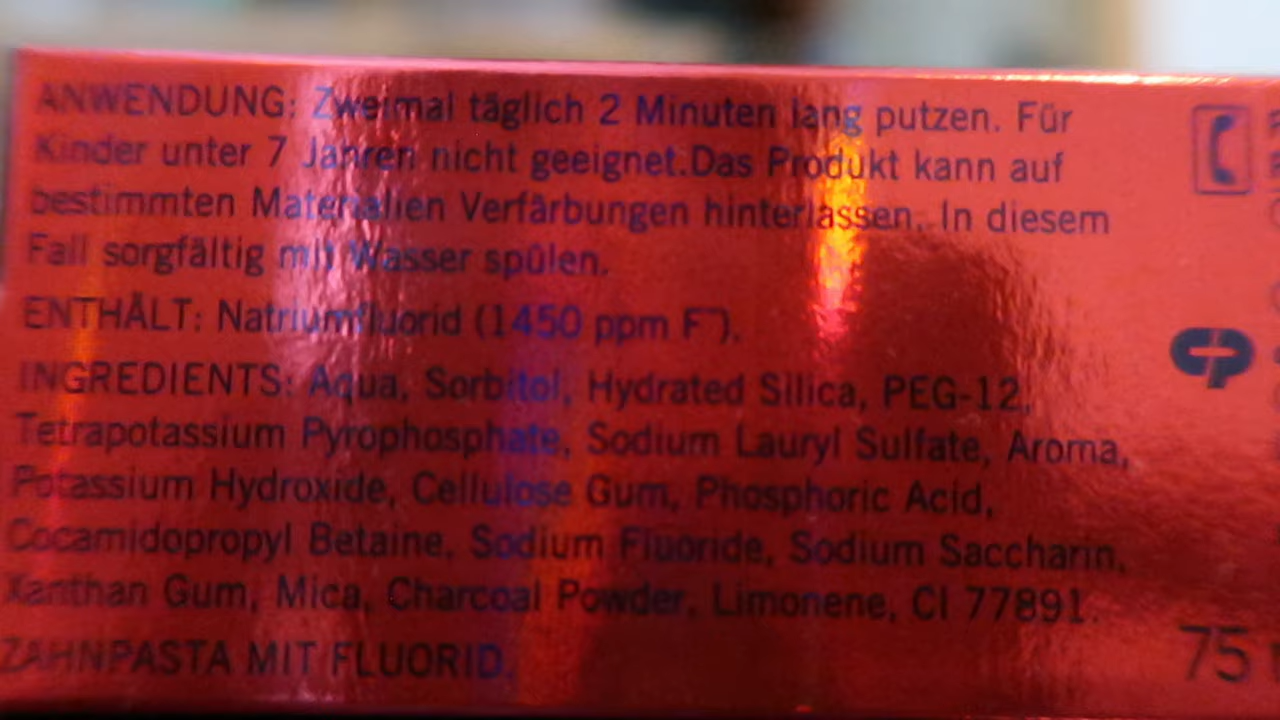 ANWENDUNG: Zweimal täglich 2 Minuten lang putzen. Für
Kinder unter 7 Jahren nicht geeignet.Das Produkt kann auf
bestimmten Materialien Verfärbungen hinterlassen. In diesem
Fall sorgfältig mit Wasser spülen.
ENTHÄLT: Natriumfluorid (1450 ppm F⁻).
INGREDIENTS: Aqua, Sorbitol, Hydrated Silica, PEG-12,
Tetrapotassium Pyrophosphate, Sodium Lauryl Sulfate, Aroma,
Potassium Hydroxide, Cellulose Gum, Phosphoric Acid,
Cocamidopropyl Betaine, Sodium Fluoride, Sodium Saccharin,
Xanthan Gum, Mica, Charcoal Powder, Limonene, CI 77891.
ZAHNPASTA MIT FLUORID.
75